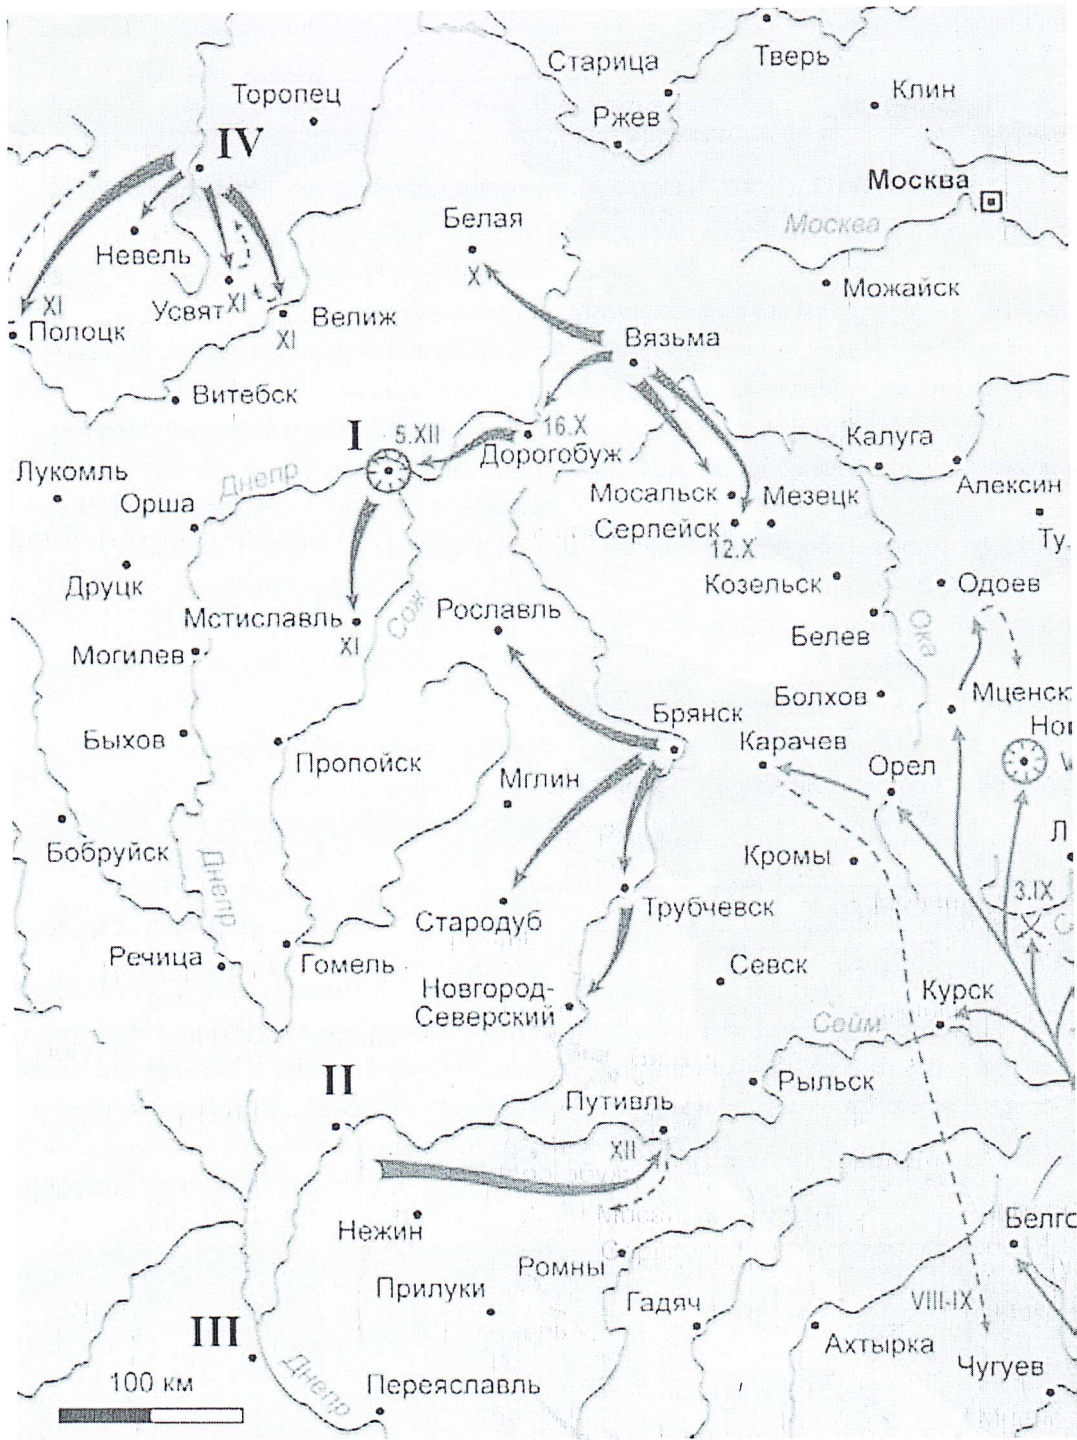 Тверь
Старица
Клин
Торопец
Ржев
IV
Москва
Москва
Белая
Невель
X
Можайск
XI
Усвят
XI
Велиж
Полоцк
XI
Вязьма
Витебск
I
5.XII
16.X
Калуга
Дорогобуж
Лукомль
Днепр
Алексин
Мосальск
Мезецк
Орша
Серпейск
Ту
12.X
Друцк
Козельск
Одоев
Рославль
Мстиславль
Сож
Белев
Ока
XI
Могилев
Болхов
Мценск
Брянск
Быхов
Карачев
Нов
Пропойск
Орел
Мглин
Бобруйск
Кромы
Л
Днепр
3.IX
Стародуб
Трубчевск
С
Речица
Гомель
Севск
Новгород-
Северский
Курск
Сейм
II
Рыльск
Путивль
XII
Нежин
Белго
Ромны
Прилуки
Гадяч
VIII-IX
III
Ахтырка
Днепр
Чугуев
100 км
Переяславль